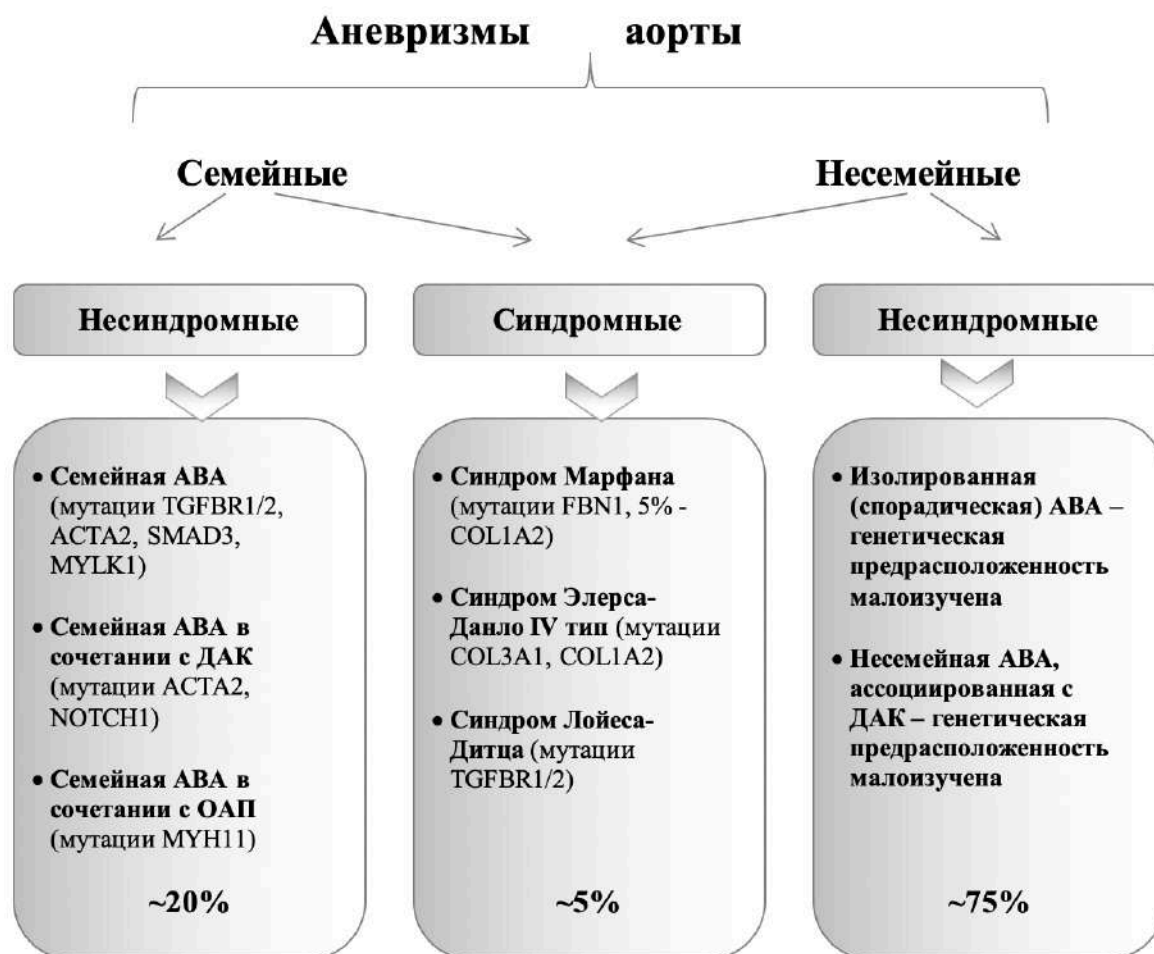 Аневризмы аорты
Семейные
Несемейные
Несиндромные
Синдромные
Несиндромные
• Семейная АВА
(мутации TGFBR1/2,
ACTA2, SMAD3,
MYLK1)
• Семейная АВА в
сочетании с ДАК
(мутации ACTA2,
NOTCH1)
• Семейная АВА в
сочетании с ОАП
(мутации MYH11)
~20%
• Синдром Марфана
(мутации FBN1, 5% -
COL1A2)
• Синдром Элерса-
Данло IV тип (мутации
COL3A1, COL1A2)
• Синдром Лойеса-
Дитца (мутации
TGFBR1/2)
~5%
• Изолированная
(спорадическая) АВА –
генетическая
предрасположенность
малоизучена
• Несемейная АВА,
ассоциированная с
ДАК – генетическая
предрасположенность
малоизучена
~75%